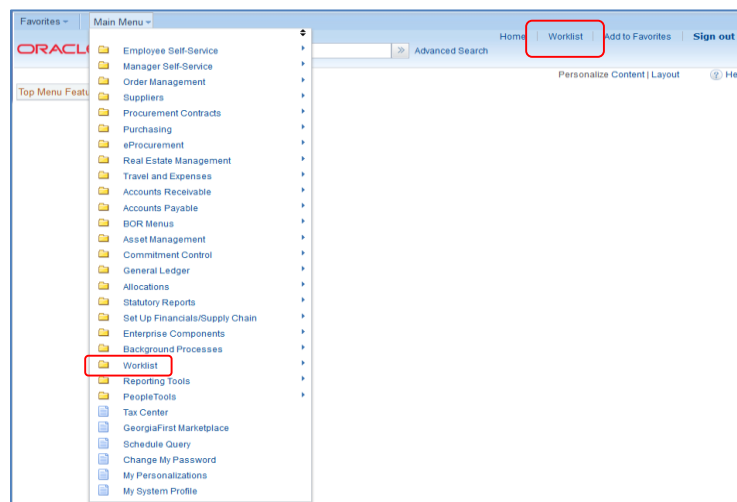 Favorites Main Menu
Home Worklist Add to Favorites Sign out
ORACL
Advanced Search
Personalize Content | Layout ? He
Top Menu Featu
Employee Self-Service
Manager Self-Service
Order Management
Suppliers
Procurement Contracts
Purchasing
eProcurement
Real Estate Management
Travel and Expenses
Accounts Receivable
Accounts Payable
BOR Menus
Asset Management
Commitment Control
General Ledger
Allocations
Statutory Reports
Set Up Financials/Supply Chain
Enterprise Components
Background Processes
Worklist
Reporting Tools
PeopleTools
Tax Center
GeorgiaFirst Marketplace
Schedule Query
Change My Password
My Personalizations
My System Profile